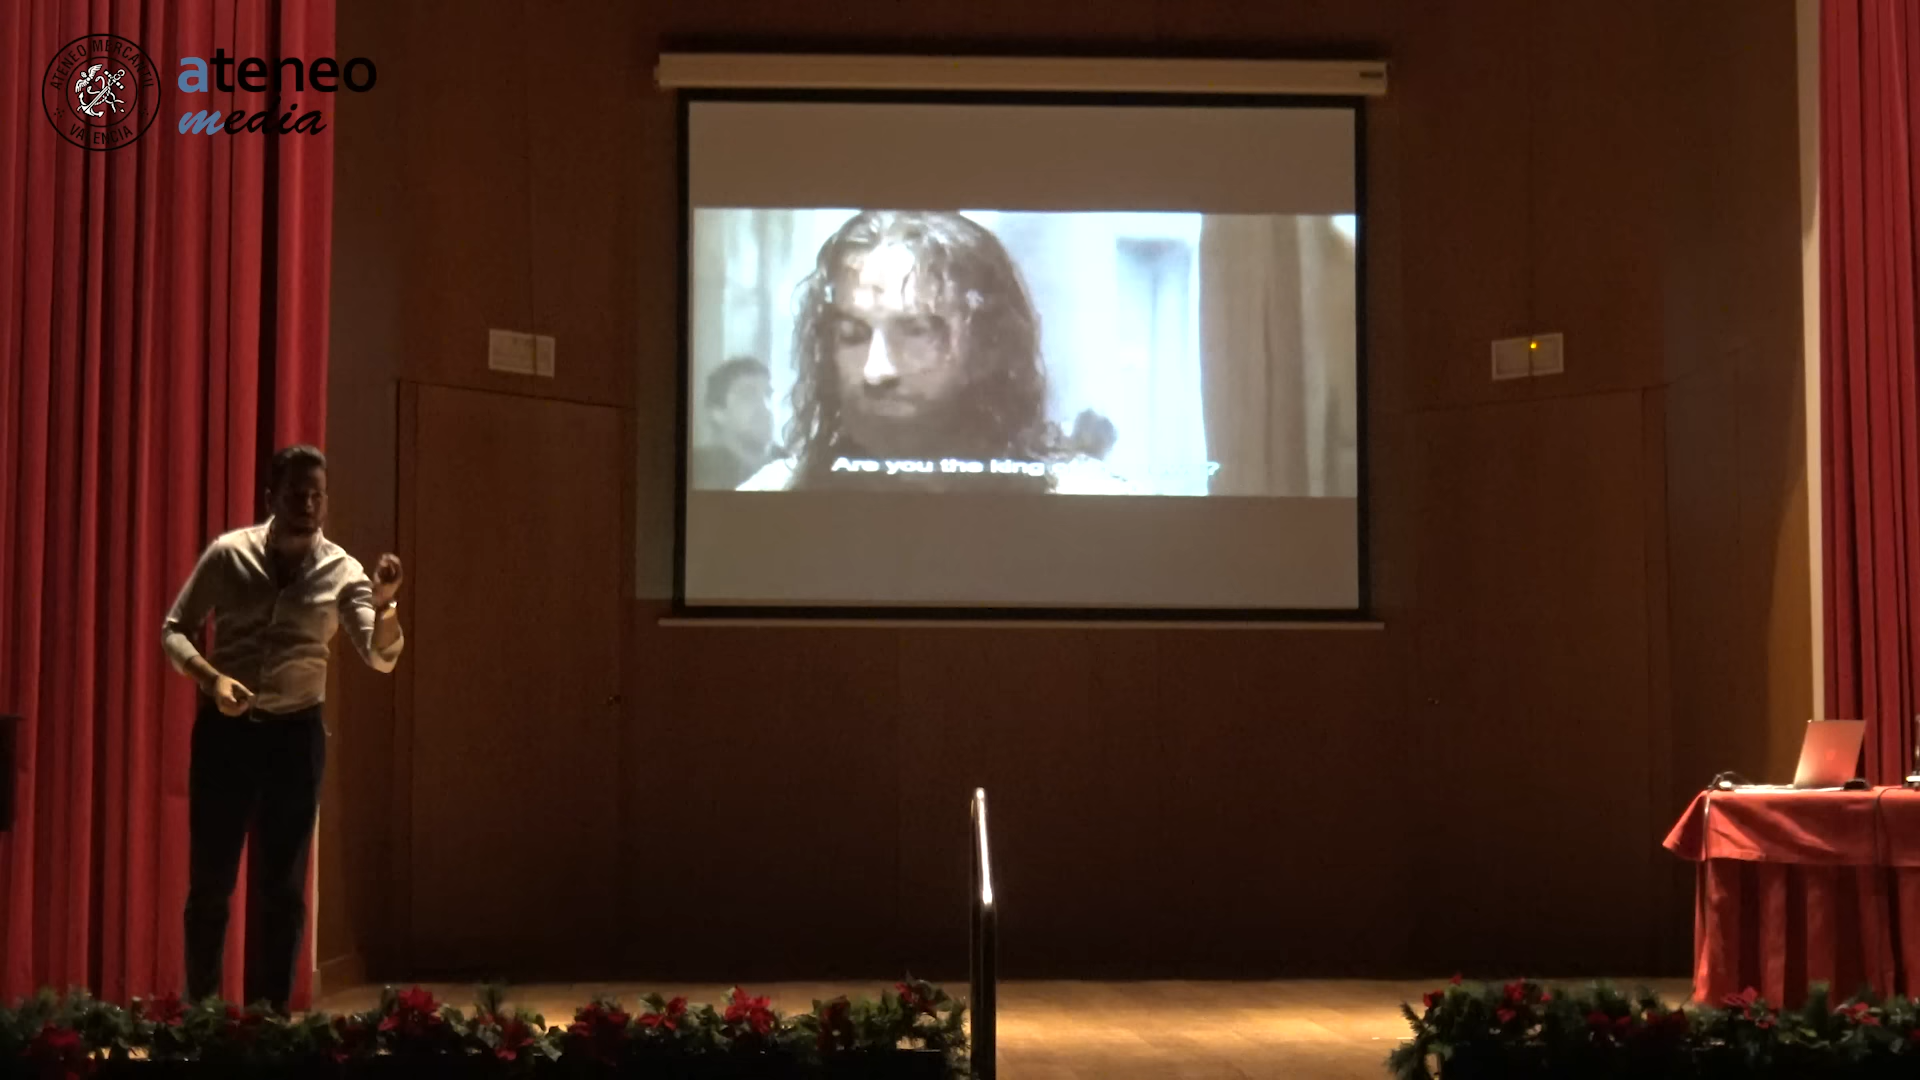 ATENEO MERCANTIL
VALENCIA
ateneo
media
Are you the king
?